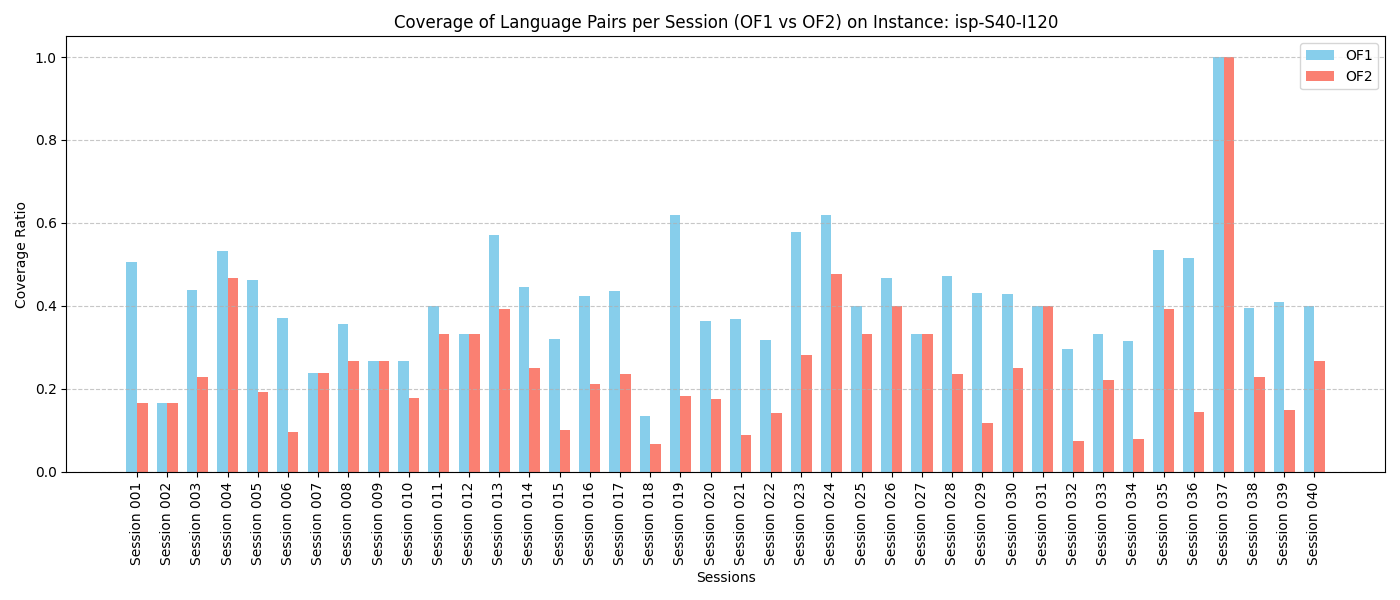 Coverage of Language Pairs per Session (OF1 vs OF2) on Instance: isp-S40-I120
OF1
OF2
Coverage Ratio
1.0
0.8
0.6
0.4
0.2
0.0
Session 001
Session 002
Session 003
Session 004
Session 005
Session 006
Session 007
Session 008
Session 009
Session 010
Session 011
Session 012
Session 013
Session 014
Session 015
Session 016
Session 017
Session 018
Session 019
Session 020
Session 021
Session 022
Session 023
Session 024
Session 025
Session 026
Session 027
Session 028
Session 029
Session 030
Session 031
Session 032
Session 033
Session 034
Session 035
Session 036
Session 037
Session 038
Session 039
Session 040
Sessions